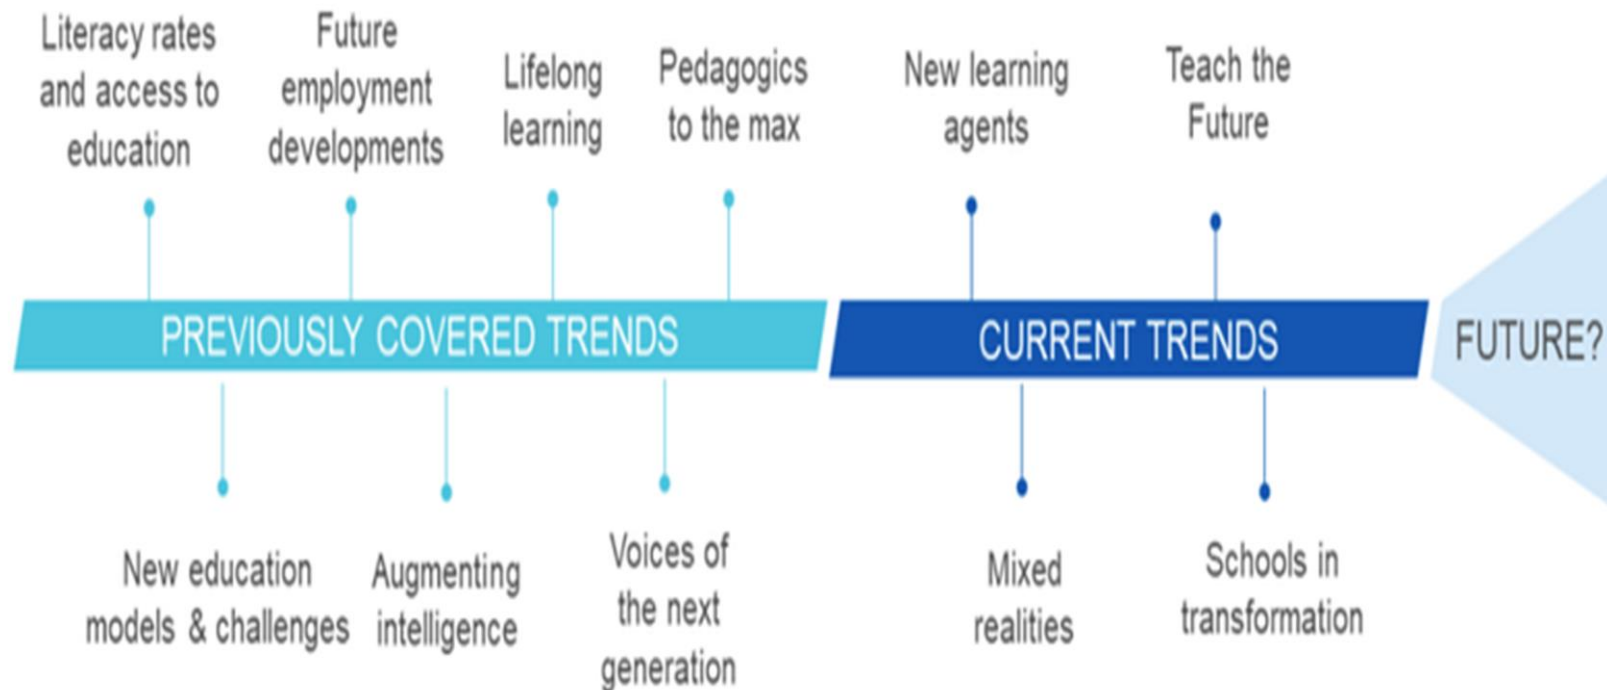 Literacy rates
and access to
education
Future
employment
developments
Lifelong
learning
Pedagogics
to the max
New learning
agents
Teach the
Future
PREVIOUSLY COVERED TRENDS
CURRENT TRENDS
FUTURE?
New education
models & challenges
Augmenting
intelligence
Voices of
the next
generation
Mixed
realities
Schools in
transformation